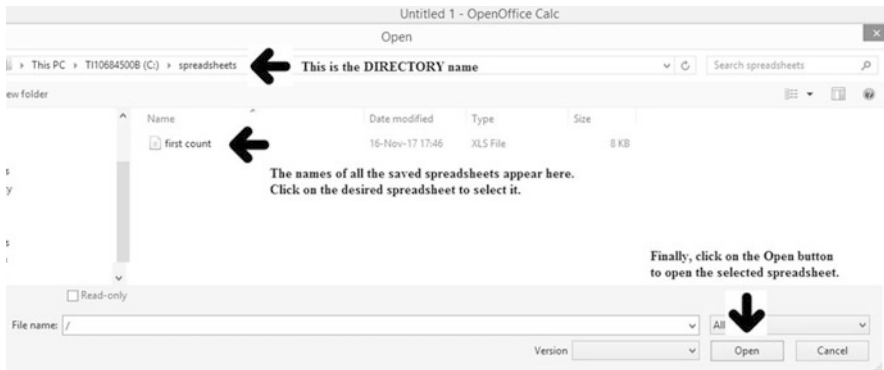 Untitled 1 - OpenOffice Calc
Open
This PC ▸ TI10684500B (C:) ▸ spreadsheets
This is the DIRECTORY name
Search spreadsheets
ew folder
Name Date modified Type Size
first count 16-Nov-17 17:46 XLS File 8 KB
s
y
The names of all the saved spreadsheets appear here.
Click on the desired spreadsheet to select it.
s
Finally, click on the Open button
to open the selected spreadsheet.
Read-only
File name: /
All
Version
Open Cancel